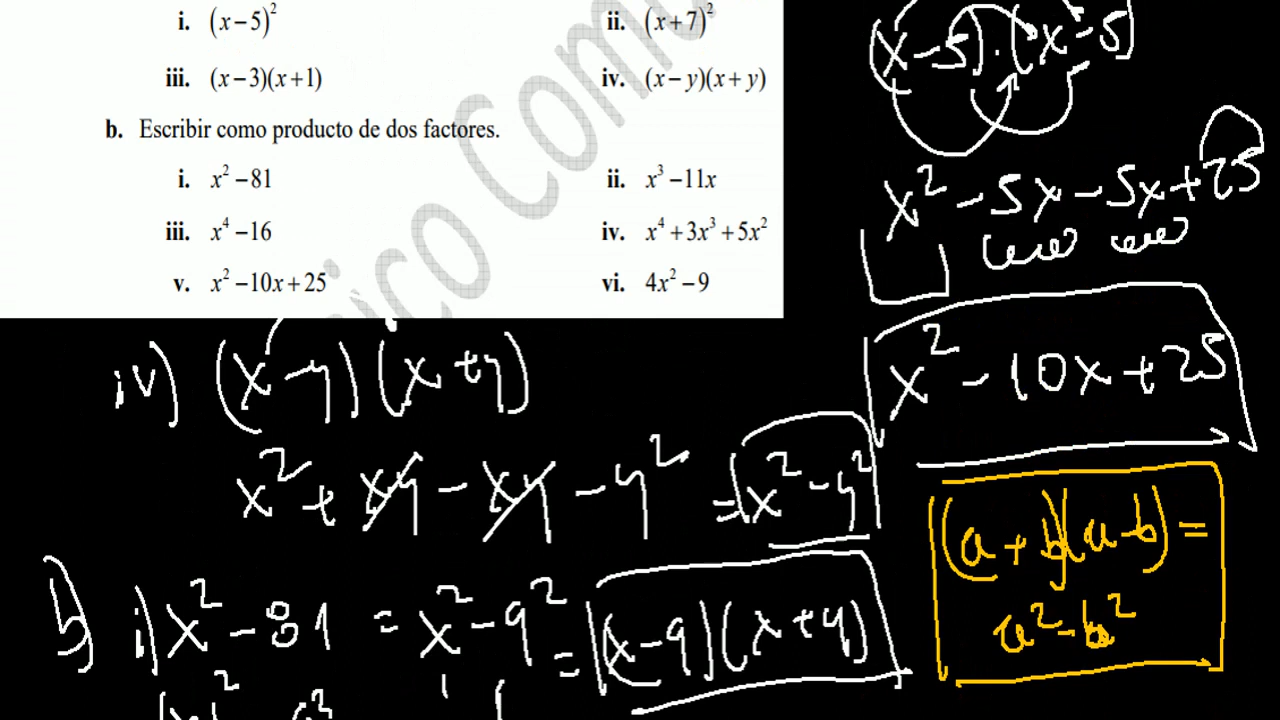 i. (x−5)² ii. (x+7)²
iii. (x−3)(x+1) iv. (x−y)(x+y)
b. Escribir como producto de dos factores.
i. x² −81 ii. x³ −11x
iii. x⁴ −16 iv. x⁴ +3x³ +5x²
v. x² −10x+25 vi. 4x² −9
(x−5)·(x−5)
x² −5x −5x+25
x² −10x+25
iv) (x−y)(x+y)
x² + xy − xy − y² = x² − y²
(a+b)(a−b) =
a² − b²
b) i) x² − 81 = x² − 9² = (x−9)(x+9)